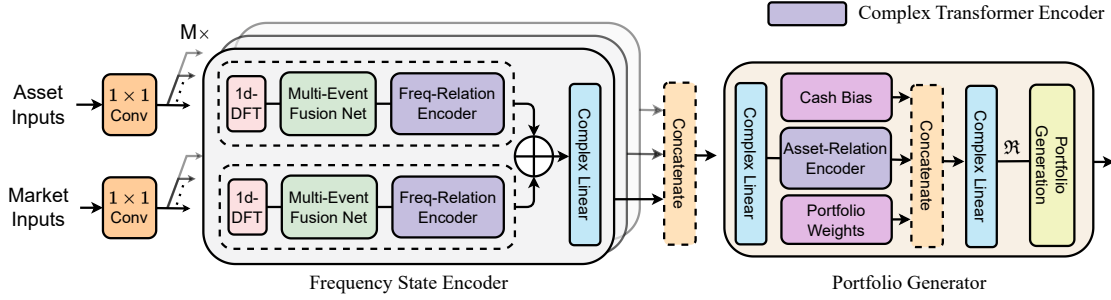 Complex Transformer Encoder
M×
Asset
Inputs
1 × 1
Conv
1d-
DFT
Multi-Event
Fusion Net
Freq-Relation
Encoder
Market
Inputs
1 × 1
Conv
1d-
DFT
Multi-Event
Fusion Net
Freq-Relation
Encoder
Complex Linear
Concatenate
Complex Linear
Cash Bias
Asset-Relation
Encoder
Portfolio
Weights
Concatenate
Complex Linear
ℜ
Portfolio
Generation
Frequency State Encoder
Portfolio Generator